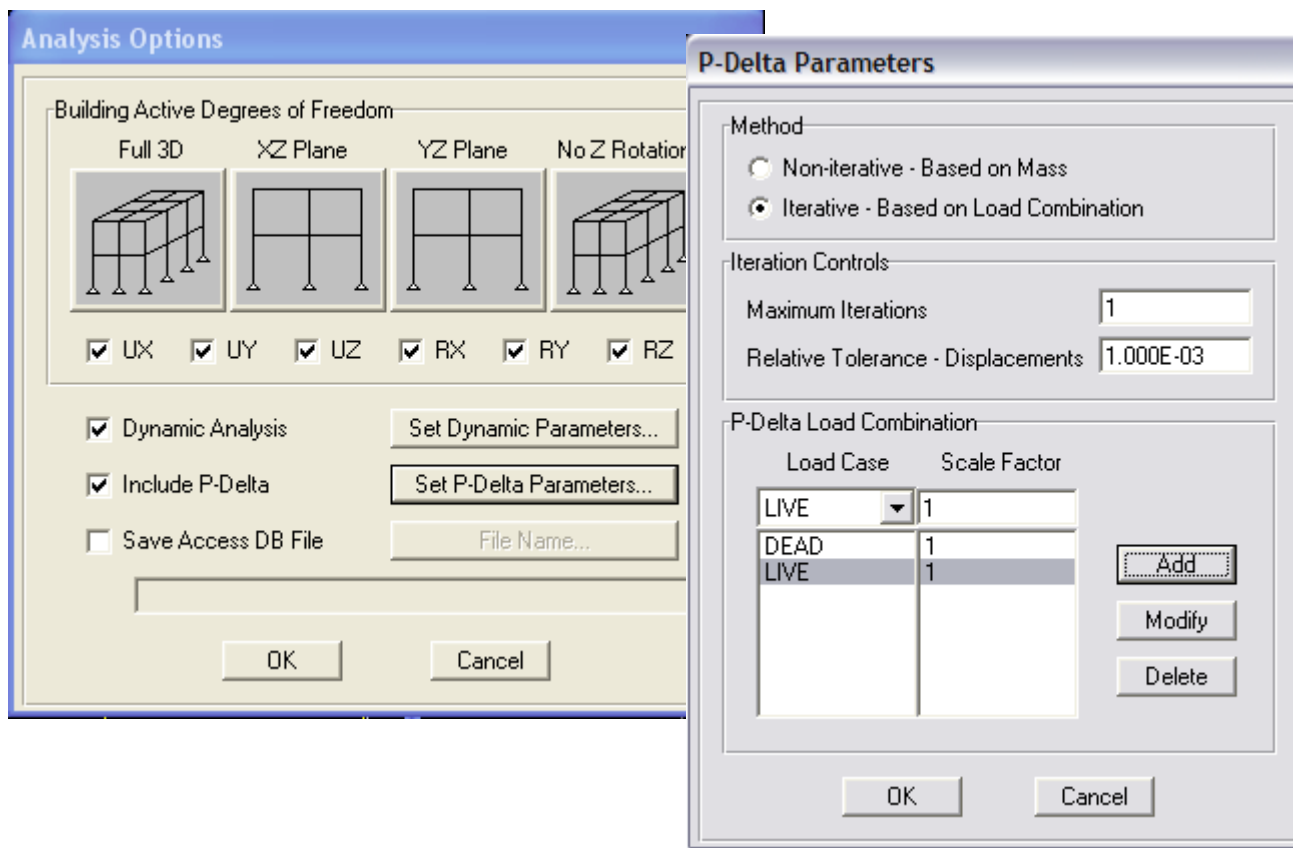 Analysis Options
Building Active Degrees of Freedom
Full 3D XZ Plane YZ Plane No Z Rotation
UX UY UZ RX RY RZ
Dynamic Analysis Set Dynamic Parameters...
Include P-Delta Set P-Delta Parameters...
Save Access DB File File Name...
OK Cancel
P-Delta Parameters
Method
Non-iterative - Based on Mass
Iterative - Based on Load Combination
Iteration Controls
Maximum Iterations 1
Relative Tolerance - Displacements 1.000E-03
P-Delta Load Combination
Load Case Scale Factor
LIVE 1
DEAD 1
LIVE 1
Add
Modify
Delete
OK Cancel